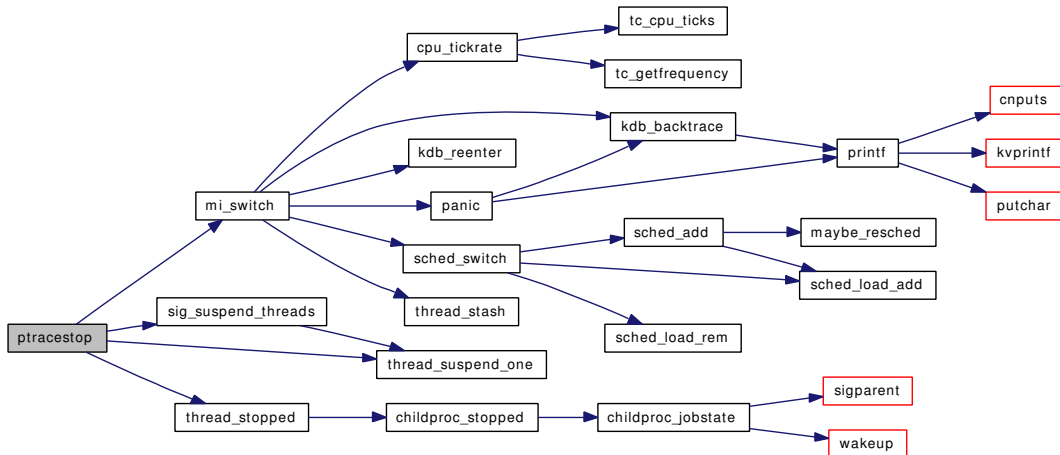 tc_cpu_ticks
cpu_tickrate
tc_getfrequency
cnputs
kdb_backtrace
kdb_reenter
printf
kvprintf
mi_switch
panic
putchar
sched_add
maybe_resched
sched_switch
sched_load_add
sig_suspend_threads
thread_stash
ptracestop
sched_load_rem
thread_suspend_one
sigparent
thread_stopped
childproc_stopped
childproc_jobstate
wakeup